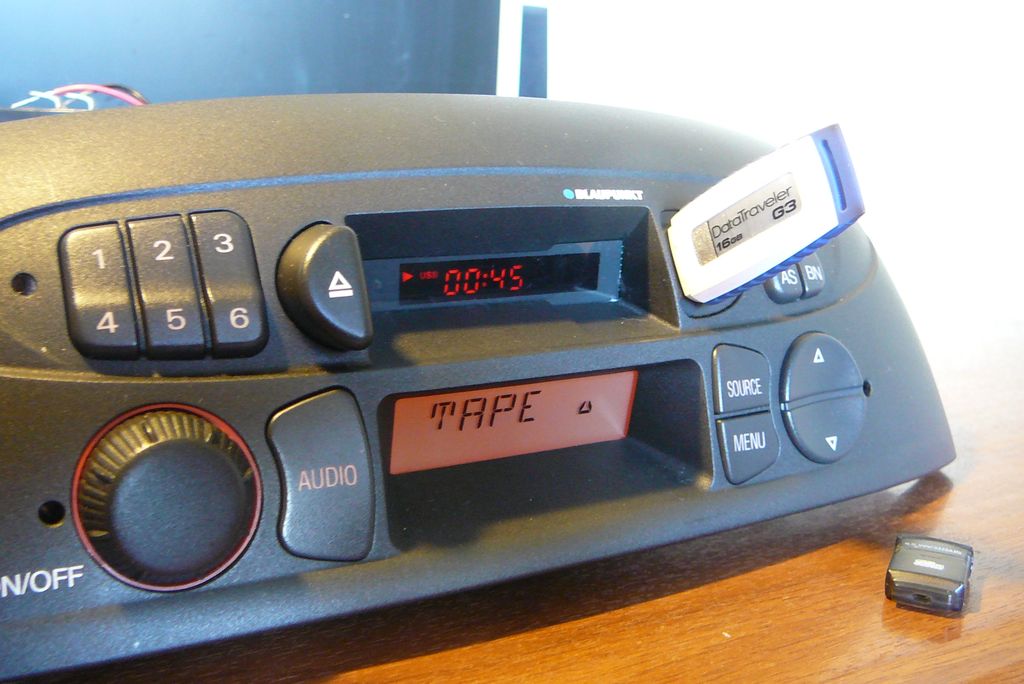 BLAUPUNKT
DataTraveler
16GB G3
1 2 3
4 5 6
USB 00:45
AS BN
TAPE
SOURCE
MENU
AUDIO
N/OFF